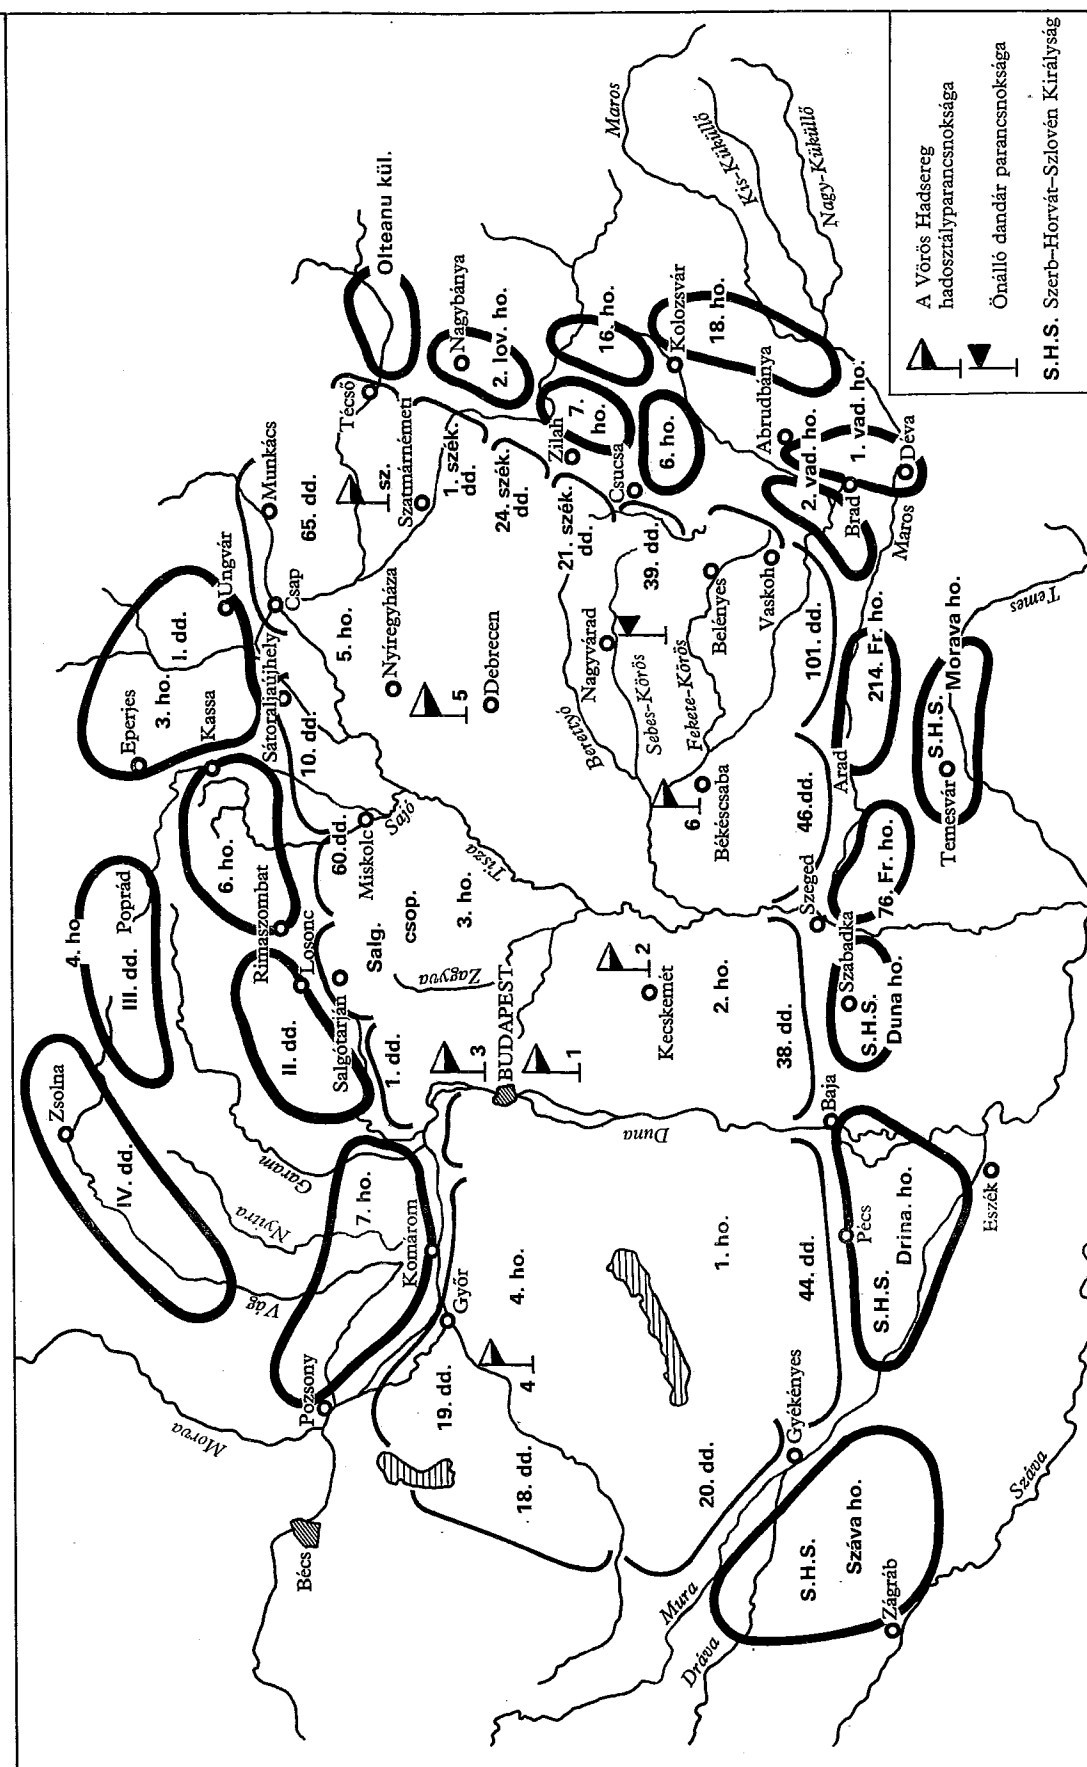 Zsolna
IV. dd.
4. ho.
III. dd.
Poprád
Eperjes
3. ho.
I. dd.
Ungvár
Kassa
6. ho.
Rimaszombat
Losonc
II. dd.
Salgótarján
Garam
Nyitra
Vág
Morva
7. ho.
Pozsony
Komárom
Bécs
Győr
19. dd.
18. dd.
4
4. ho.
1. dd.
3
BUDAPEST
1
Salg.
csop.
3. ho.
Zagyva
60. dd.
Miskolc
Sajó
10. dd.
Sátoraljaújhely
Csap
Munkács
65. dd.
Técső
Olteanu kül.
5. ho.
Nyíregyháza
5
Debrecen
Tisza
sz.
Szatmárnémeti
1. szék.
dd.
24. szék.
dd.
Nagybánya
2. lov. ho.
Zilah
7.
ho.
16. ho.
Csucsa
6. ho.
Kolozsvár
18. ho.
Maros
Kis-Küküllő
Nagy-Küküllő
21. szék.
dd.
39. dd.
Berettyó
Nagyvárad
Sebes-Körös
Fekete-Körös
Belényes
Vaskoh
6
Békéscsaba
101. dd.
46. dd.
Abrudbánya
2. vad. ho.
1. vad. ho.
Brad
Déva
Maros
Arad
214. Fr. ho.
Temes
Temesvár
S.H.S.
Morava ho.
76. Fr. ho.
Szeged
Szabadka
S.H.S.
Duna ho.
2
Kecskemét
2. ho.
38. dd.
Duna
Baja
1. ho.
44. dd.
Pécs
S.H.S.
Drina. ho.
Eszék
20. dd.
Gyékényes
Mura
Dráva
S.H.S.
Száva ho.
Zágráb
Száva
A Vörös Hadsereg
hadosztályparancsnoksága
Önálló dandár parancsnoksága
S.H.S. Szerb–Horvát–Szlovén Királyság